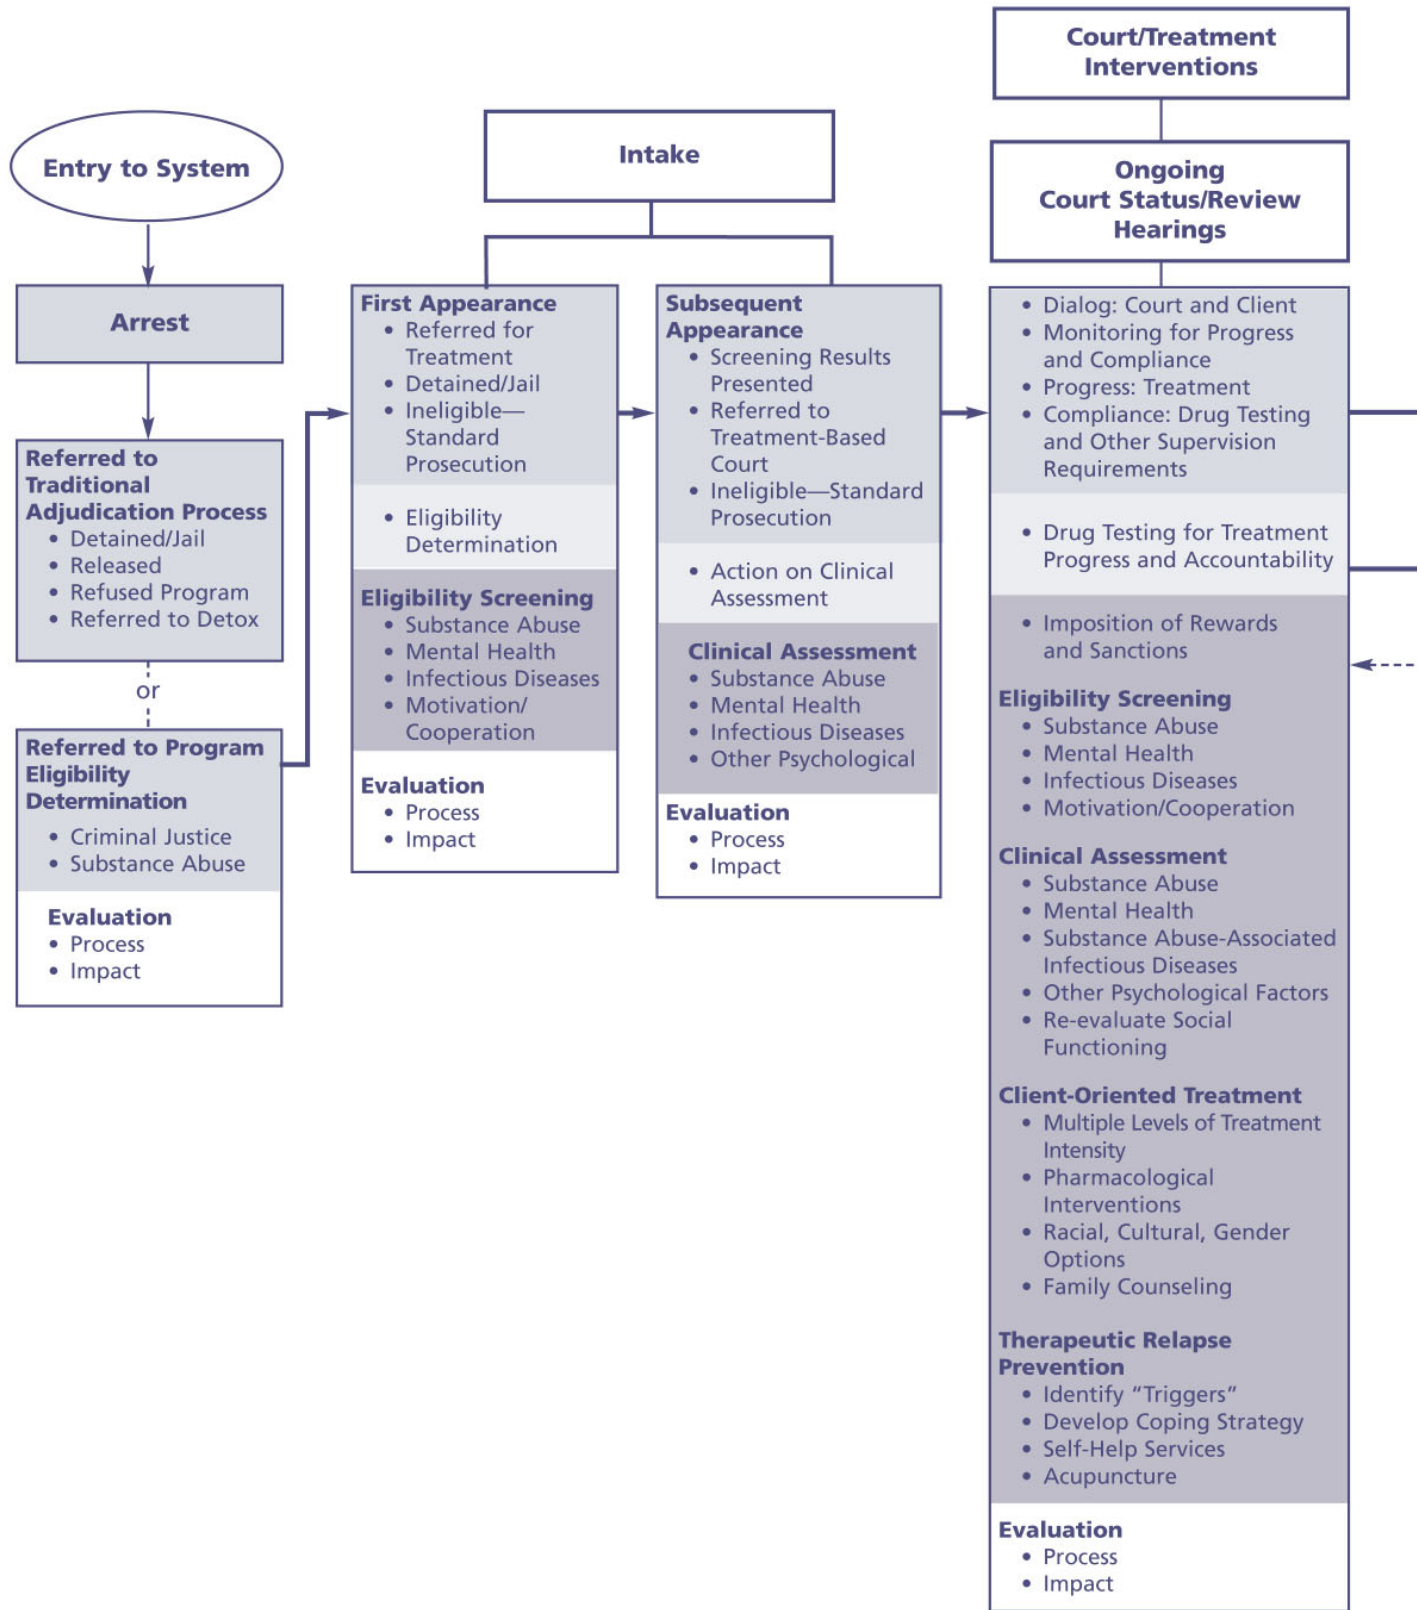 Entry to System
Arrest
Referred to
Traditional
Adjudication Process
• Detained/Jail
• Released
• Refused Program
• Referred to Detox
or
Referred to Program
Eligibility
Determination
• Criminal Justice
• Substance Abuse
Evaluation
• Process
• Impact
Intake
First Appearance
• Referred for
Treatment
• Detained/Jail
• Ineligible—
Standard
Prosecution
• Eligibility
Determination
Eligibility Screening
• Substance Abuse
• Mental Health
• Infectious Diseases
• Motivation/
Cooperation
Evaluation
• Process
• Impact
Subsequent
Appearance
• Screening Results
Presented
• Referred to
Treatment-Based
Court
• Ineligible—Standard
Prosecution
• Action on Clinical
Assessment
Clinical Assessment
• Substance Abuse
• Mental Health
• Infectious Diseases
• Other Psychological
Evaluation
• Process
• Impact
Court/Treatment
Interventions
Ongoing
Court Status/Review
Hearings
• Dialog: Court and Client
• Monitoring for Progress
and Compliance
• Progress: Treatment
• Compliance: Drug Testing
and Other Supervision
Requirements
• Drug Testing for Treatment
Progress and Accountability
• Imposition of Rewards
and Sanctions
Eligibility Screening
• Substance Abuse
• Mental Health
• Infectious Diseases
• Motivation/Cooperation
Clinical Assessment
• Substance Abuse
• Mental Health
• Substance Abuse-Associated
Infectious Diseases
• Other Psychological Factors
• Re-evaluate Social
Functioning
Client-Oriented Treatment
• Multiple Levels of Treatment
Intensity
• Pharmacological
Interventions
• Racial, Cultural, Gender
Options
• Family Counseling
Therapeutic Relapse
Prevention
• Identify “Triggers”
• Develop Coping Strategy
• Self-Help Services
• Acupuncture
Evaluation
• Process
• Impact